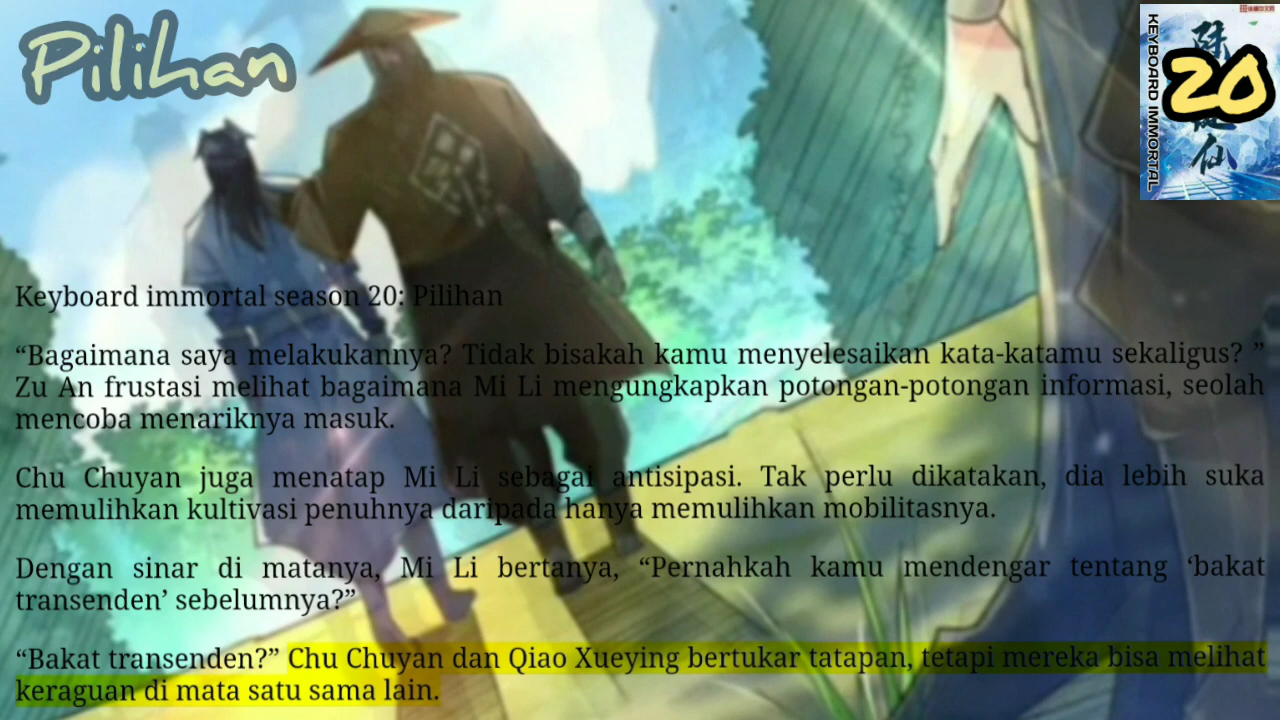 Pilihan
KEYBOARD IMMORTAL
20
Keyboard immortal season 20: Pilihan
“Bagaimana saya melakukannya? Tidak bisakah kamu menyelesaikan kata-katamu sekaligus? ”
Zu An frustasi melihat bagaimana Mi Li mengungkapkan potongan-potongan informasi, seolah
mencoba menariknya masuk.
Chu Chuyan juga menatap Mi Li sebagai antisipasi. Tak perlu dikatakan, dia lebih suka
memulihkan kultivasi penuhnya daripada hanya memulihkan mobilitasnya.
Dengan sinar di matanya, Mi Li bertanya, “Pernahkah kamu mendengar tentang ‘bakat
transenden’ sebelumnya?”
“Bakat transenden?” Chu Chuyan dan Qiao Xueying bertukar tatapan, tetapi mereka bisa melihat
keraguan di mata satu sama lain.